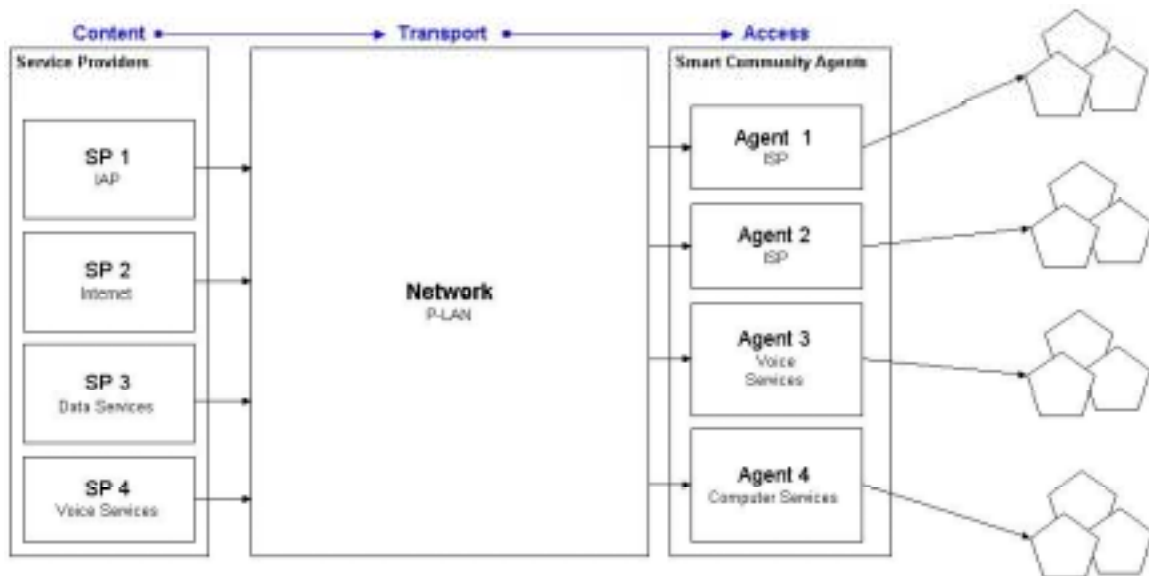 Content
Transport
Access
Service Providers
SP 1
IAP
SP 2
Internet
SP 3
Data Services
SP 4
Voice Services
Network
P-LAN
Smart Community Agents
Agent 1
ISP
Agent 2
ISP
Agent 3
Voice
Services
Agent 4
Computer Services